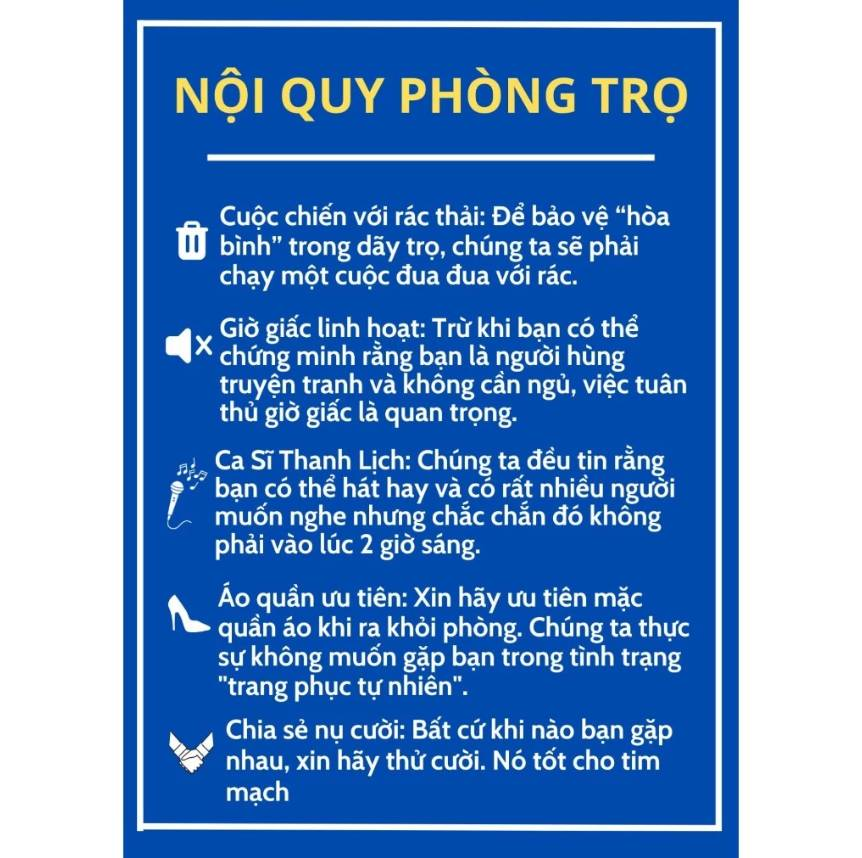 NỘI QUY PHÒNG TRỌ
Cuộc chiến với rác thải: Để bảo vệ “hòa
bình” trong dãy trọ, chúng ta sẽ phải
chạy một cuộc đua đua với rác.
Giờ giấc linh hoạt: Trừ khi bạn có thể
chứng minh rằng bạn là người hùng
truyện tranh và không cần ngủ, việc tuân
thủ giờ giấc là quan trọng.
Ca Sĩ Thanh Lịch: Chúng ta đều tin rằng
bạn có thể hát hay và có rất nhiều người
muốn nghe nhưng chắc chắn đó không
phải vào lúc 2 giờ sáng.
Áo quần ưu tiên: Xin hãy ưu tiên mặc
quần áo khi ra khỏi phòng. Chúng ta thực
sự không muốn gặp bạn trong tình trạng
"trang phục tự nhiên".
Chia sẻ nụ cười: Bất cứ khi nào bạn gặp
nhau, xin hãy thử cười. Nó tốt cho tim
mạch